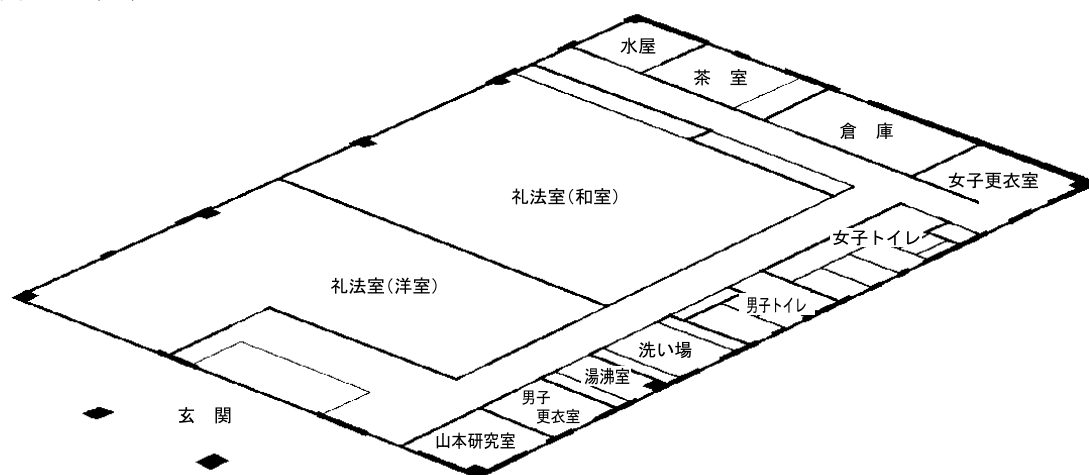 水屋
茶 室
倉 庫
女子更衣室
礼法室(和室)
女子トイレ
礼法室(洋室)
男子トイレ
洗い場
湯沸室
男子
更衣室
玄 関
山本研究室